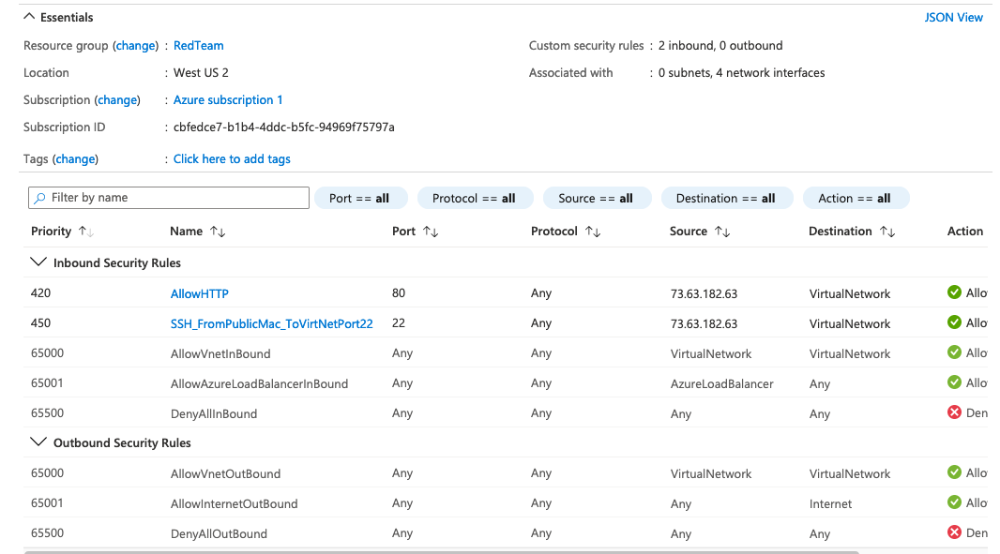 Essentials JSON View
Resource group (change) : RedTeam Custom security rules : 2 inbound, 0 outbound
Location : West US 2 Associated with : 0 subnets, 4 network interfaces
Subscription (change) : Azure subscription 1
Subscription ID : cbfedce7-b1b4-4ddc-b5fc-94969f75797a
Tags (change) : Click here to add tags
Filter by name Port == all Protocol == all Source == all Destination == all Action == all
Priority Name Port Protocol Source Destination Action
Inbound Security Rules
420 AllowHTTP 80 Any 73.63.182.63 VirtualNetwork Allo
450 SSH_FromPublicMac_ToVirtNetPort22 22 Any 73.63.182.63 VirtualNetwork Allo
65000 AllowVnetInBound Any Any VirtualNetwork VirtualNetwork Allo
65001 AllowAzureLoadBalancerInBound Any Any AzureLoadBalancer Any Allo
65500 DenyAllInBound Any Any Any Any Den
Outbound Security Rules
65000 AllowVnetOutBound Any Any VirtualNetwork VirtualNetwork Allo
65001 AllowInternetOutBound Any Any Any Internet Allo
65500 DenyAllOutBound Any Any Any Any Den